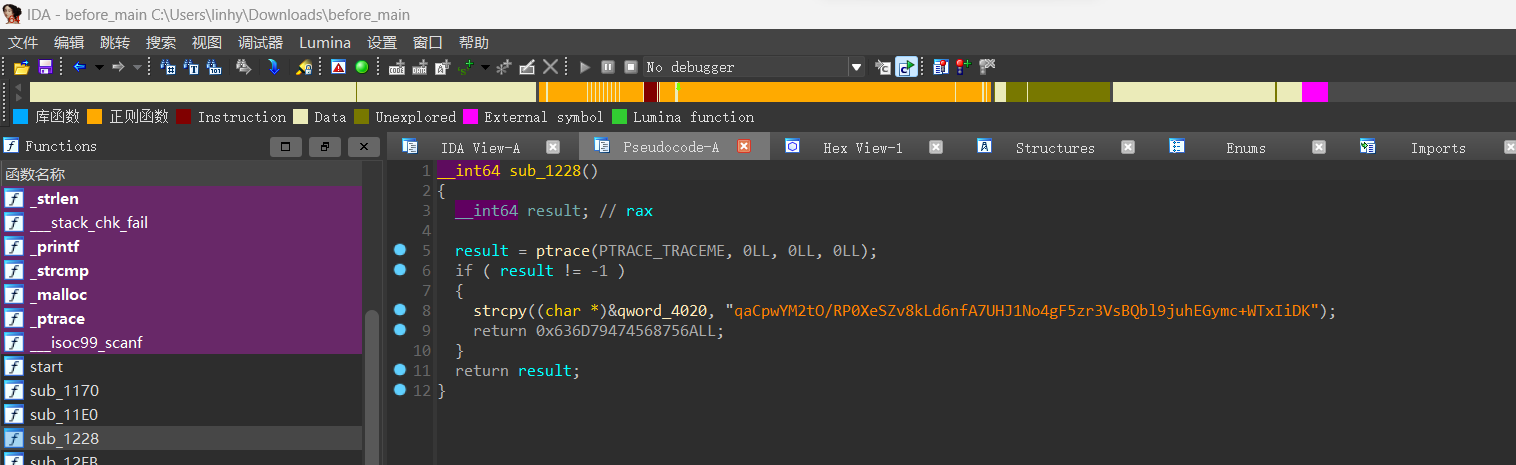 IDA - before_main C:\Users\linhy\Downloads\before_main
文件 编辑 跳转 搜索 视图 调试器 Lumina 设置 窗口 帮助
No debugger
库函数 正则函数 Instruction Data Unexplored External symbol Lumina function
Functions
函数名称
_strlen
___stack_chk_fail
_printf
_strcmp
_malloc
_ptrace
___isoc99_scanf
start
sub_1170
sub_11E0
sub_1228
sub_12FB
IDA View-A Pseudocode-A Hex View-1 Structures Enums Imports
1 __int64 sub_1228()
2 {
3 __int64 result; // rax
4
5 result = ptrace(PTRACE_TRACEME, 0LL, 0LL, 0LL);
6 if ( result != -1 )
7 {
8 strcpy((char *)&qword_4020, "qaCpwYM2tO/RP0XeSZv8kLd6nfA7UHJ1No4gF5zr3VsBQbl9juhEGymc+WTxIiDK");
9 return 0x636D79474568756ALL;
10 }
11 return result;
12 }